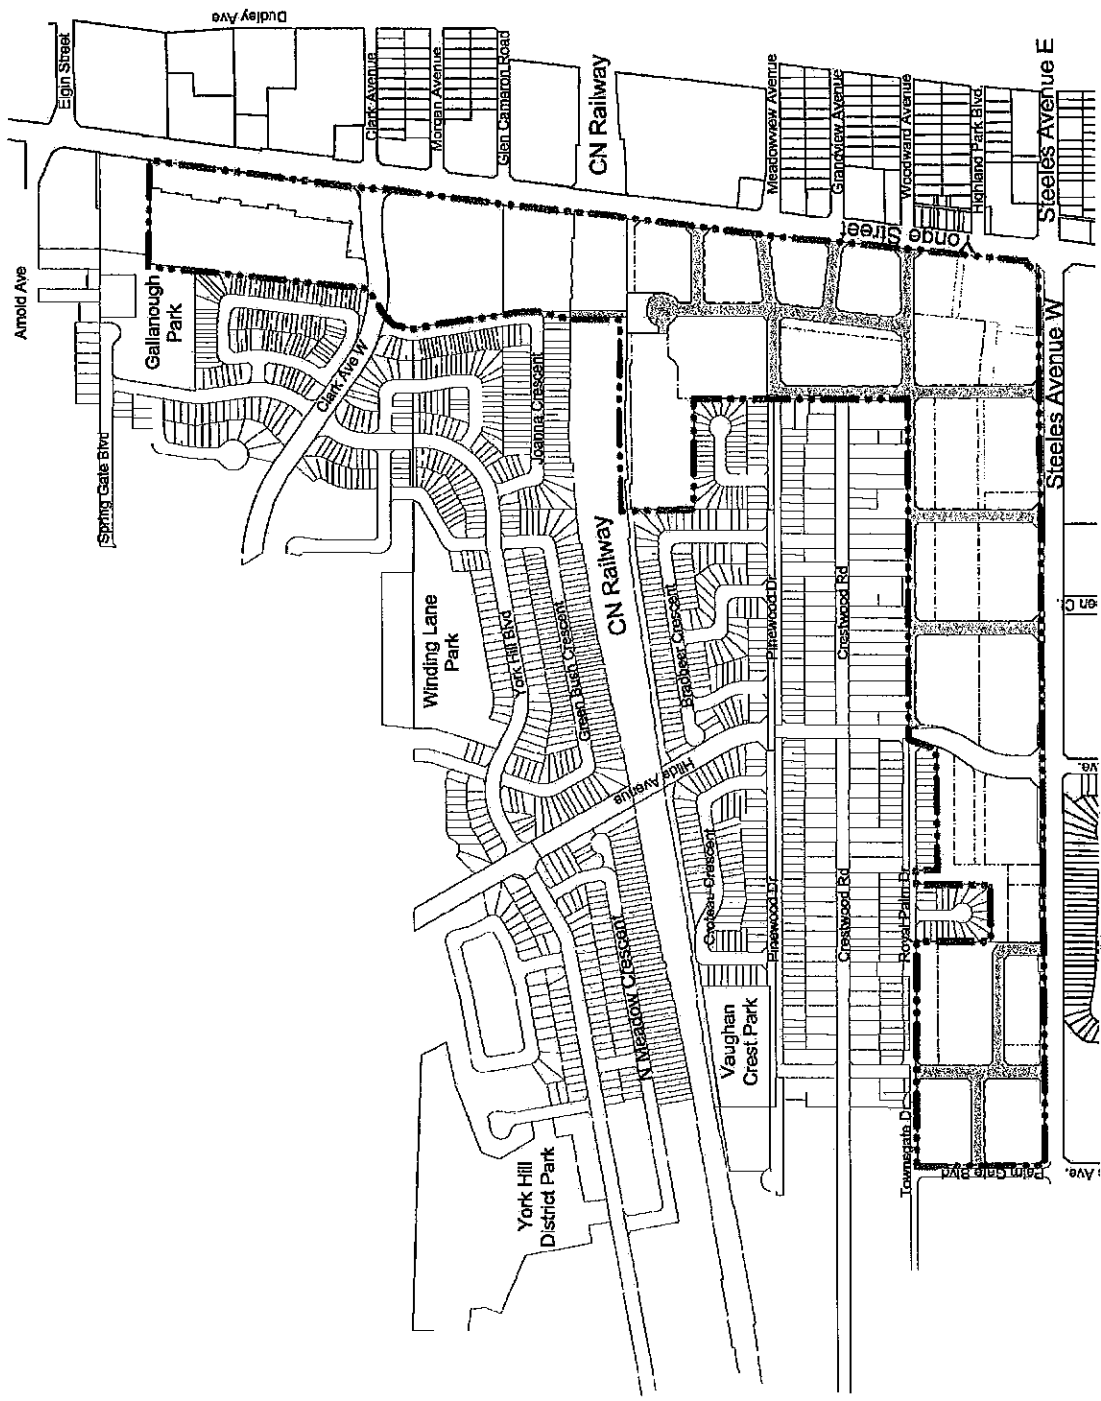 Dudley Ave
Elgin Street
Clark Avenue
Morgan Avenue
Glen Cameron Road
CN Railway
Meadowview Avenue
Grandview Avenue
Woodward Avenue
Highland Park Blvd.
Steeles Avenue E
Yonge
Street
Arnold Ave
Gallanough
Park
Clark Ave W
Spring Gate Blvd
Joanna Crescent
Steeles Avenue W
Winding Lane
Park
York Hill Blvd
Green Bush Crescent
CN Railway
Bradbeer Crescent
Pinewood Dr
Crestwood Rd
en C
Hilda Avenue
ve.
Croteau Crescent
Pinewood Dr
Crestwood Rd
Royal Palm Dr
N Meadow Crescent
Vaughan
Crest Park
York Hill
District Park
Townsgate Dr
Palm Gate Blvd
s Ave.